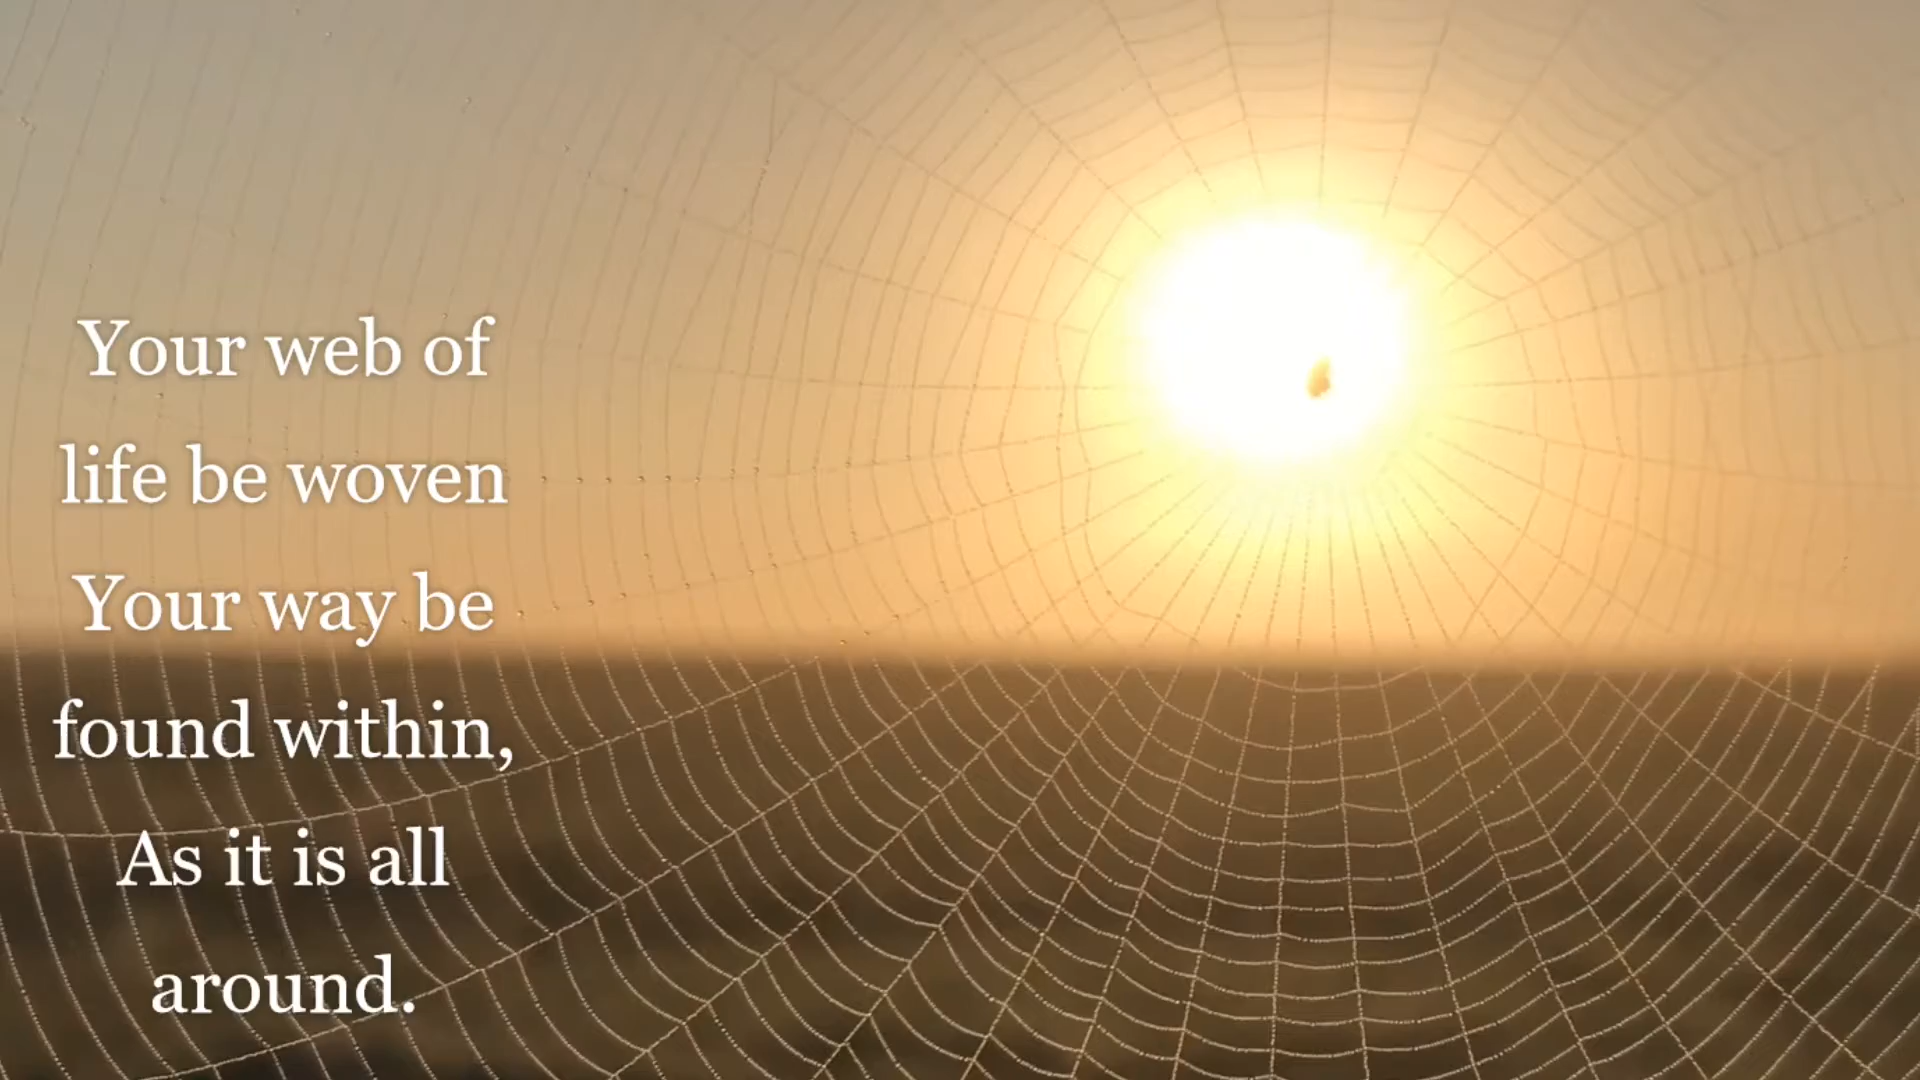 Your web of
life be woven
Your way be
found within,
As it is all
around.